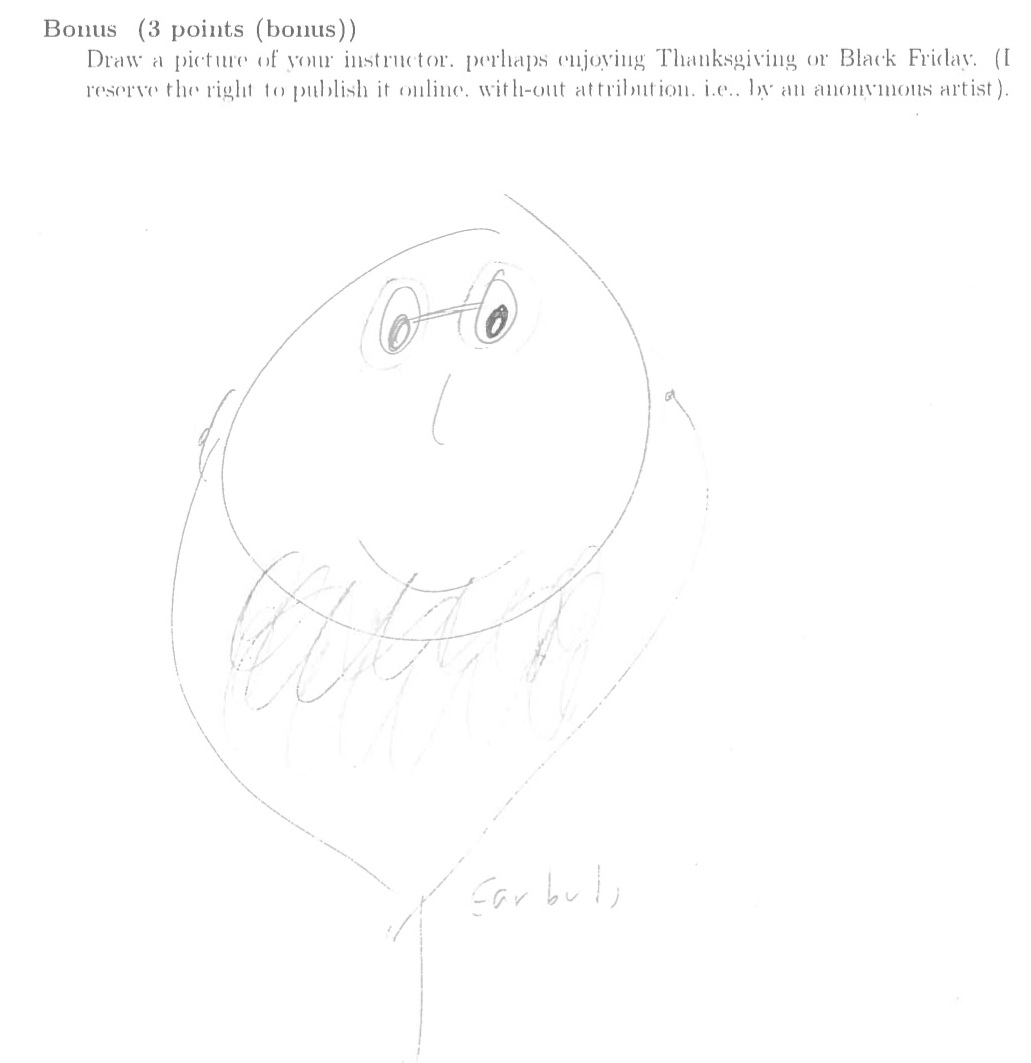 Bonus (3 points (bonus))
Draw a picture of your instructor, perhaps enjoying Thanksgiving or Black Friday. (I
reserve the right to publish it online, with-out attribution, i.e., by an anonymous artist).
Earbuds